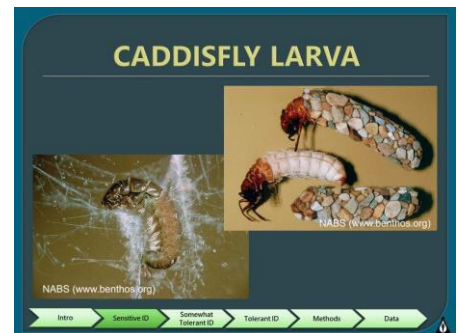 CADDISFLY LARVA
NABS (www.benthos.org)
NABS (www.benthos.org)
Intro
Sensitive ID
Somewhat
Tolerant ID
Tolerant ID
Methods
Data